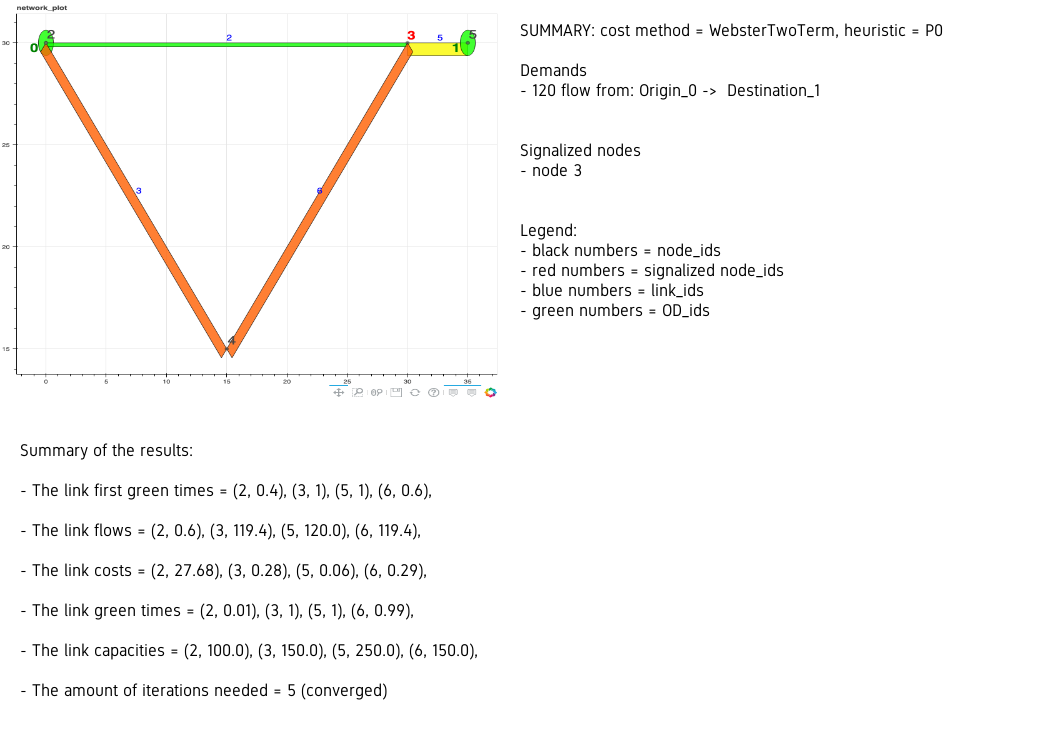 network_plot
2
5
0
2
3
5
1
30
25
3
6
20
4
15
0
5
10
15
20
25
30
35
SUMMARY: cost method = WebsterTwoTerm, heuristic = P0
Demands
- 120 flow from: Origin_0 -> Destination_1
Signalized nodes
- node 3
Legend:
- black numbers = node_ids
- red numbers = signalized node_ids
- blue numbers = link_ids
- green numbers = OD_ids
Summary of the results:
- The link first green times = (2, 0.4), (3, 1), (5, 1), (6, 0.6),
- The link flows = (2, 0.6), (3, 119.4), (5, 120.0), (6, 119.4),
- The link costs = (2, 27.68), (3, 0.28), (5, 0.06), (6, 0.29),
- The link green times = (2, 0.01), (3, 1), (5, 1), (6, 0.99),
- The link capacities = (2, 100.0), (3, 150.0), (5, 250.0), (6, 150.0),
- The amount of iterations needed = 5 (converged)